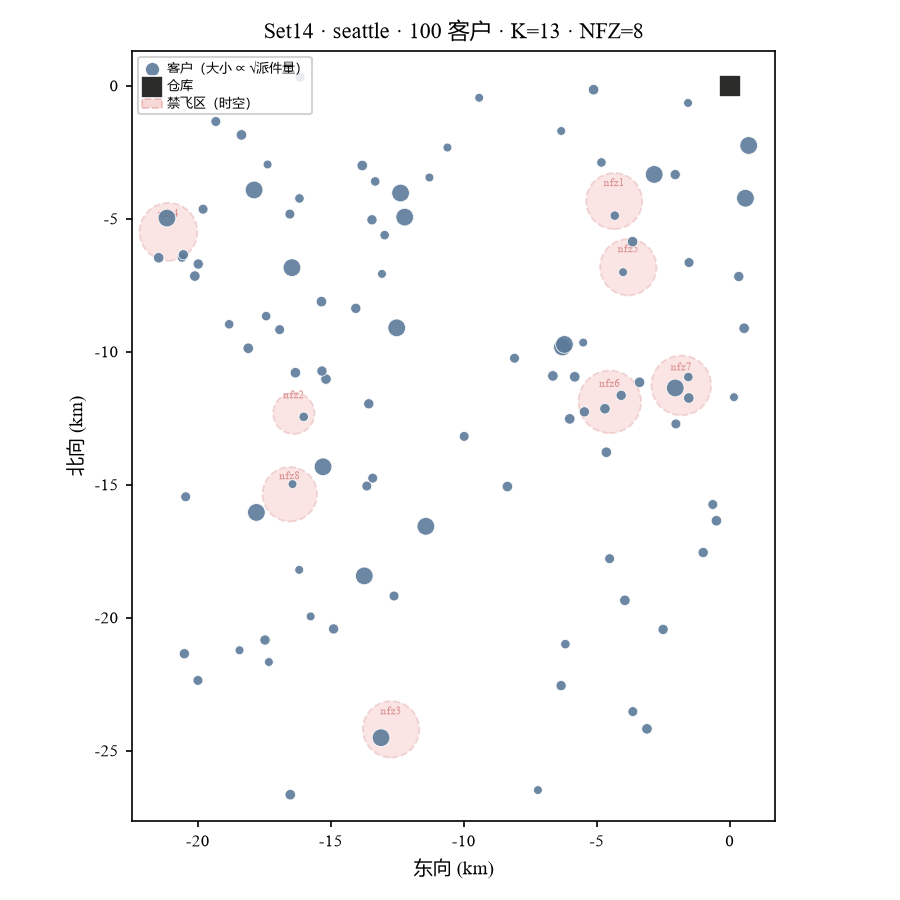 Set14 · seattle · 100 客户 · K=13 · NFZ=8
客户（大小 ∝ √派件量）
仓库
禁飞区（时空）
nfz1
nfz5
nfz7
nfz6
nfz2
nfz8
nfz3
0
-5
-10
-15
-20
-25
北向 (km)
-20
-15
-10
-5
0
东向 (km)